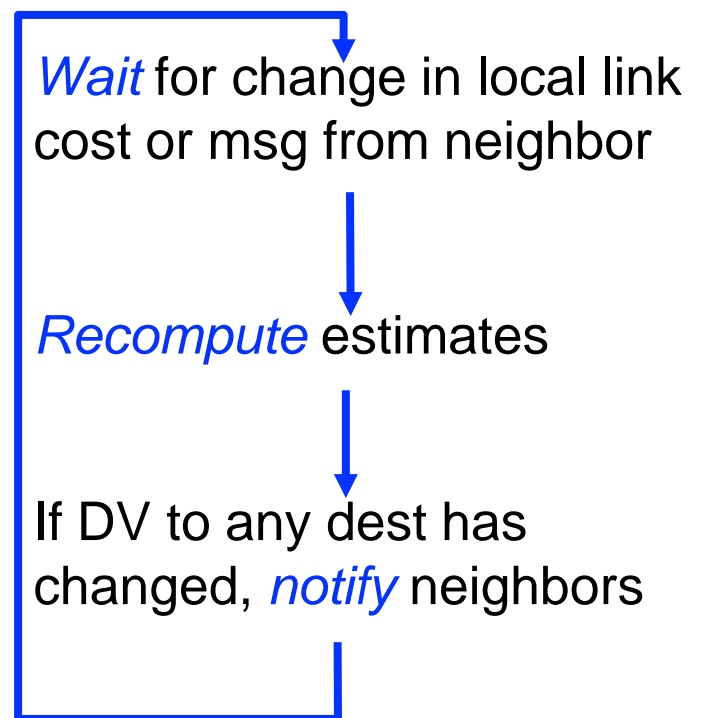 Wait for change in local link
cost or msg from neighbor
Recompute estimates
If DV to any dest has
changed, notify neighbors